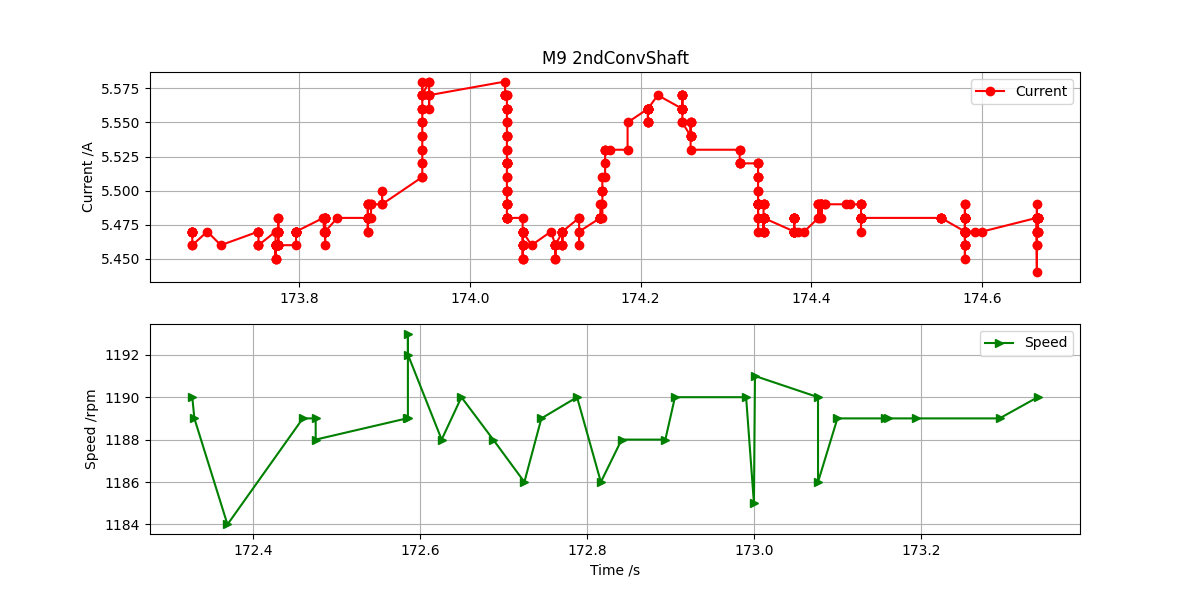 M9 2ndConvShaft
Current /A
5.575
5.550
5.525
5.500
5.475
5.450
Current
173.8 174.0 174.2 174.4 174.6
Speed /rpm
1192
1190
1188
1186
1184
Speed
172.4 172.6 172.8 173.0 173.2
Time /s